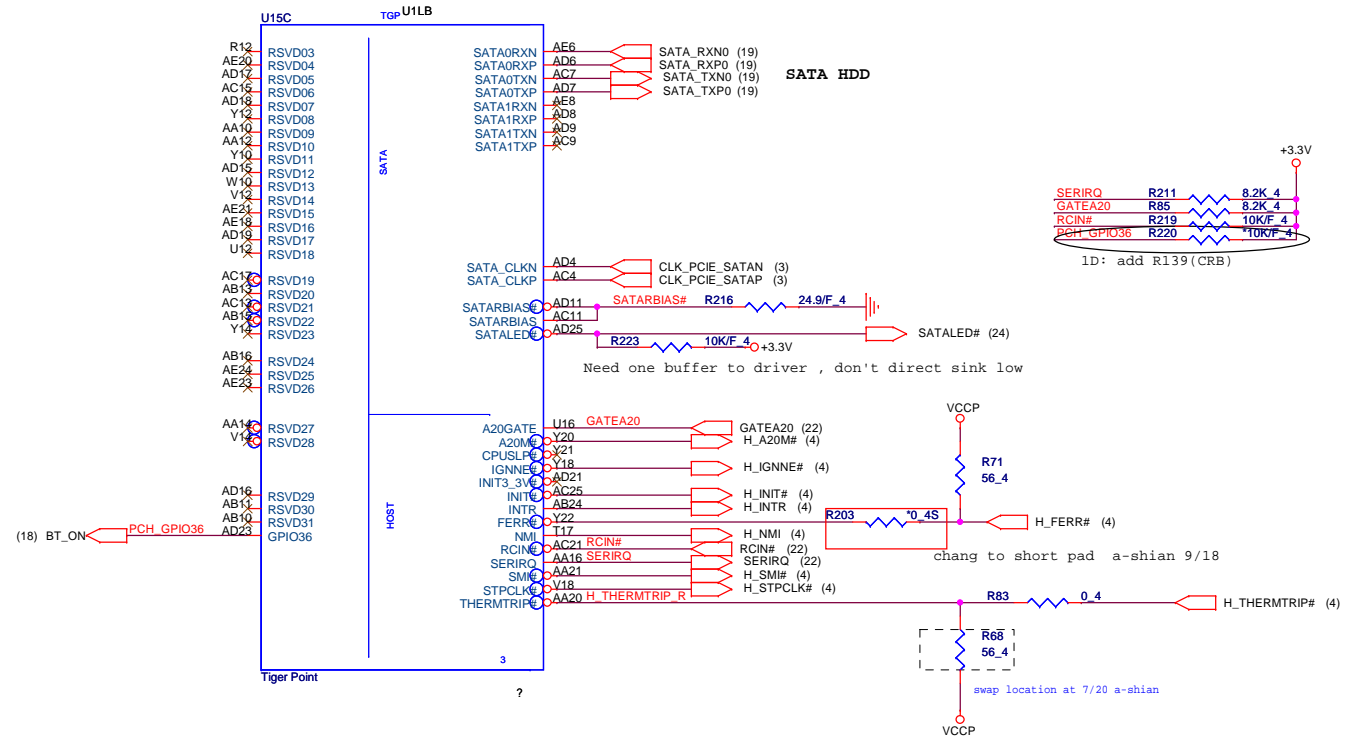 U15C
TGP U1LB
R12 RSVD03
AE20 RSVD04
AD17 RSVD05
AC15 RSVD06
AD18 RSVD07
Y12 RSVD08
AA10 RSVD09
AA12 RSVD10
Y10 RSVD11
AD15 RSVD12
W10 RSVD13
V12 RSVD14
AE21 RSVD15
AE18 RSVD16
AD19 RSVD17
U12 RSVD18
AC17 RSVD19
AB13 RSVD20
AC13 RSVD21
AB15 RSVD22
Y14 RSVD23
AB16 RSVD24
AE24 RSVD25
AE23 RSVD26
AA14 RSVD27
V14 RSVD28
AD16 RSVD29
AB11 RSVD30
AB10 RSVD31
(18) BT_ON PCH_GPIO36 AD23 GPIO36
SATA
HOST
SATA0RXN AE6 SATA_RXN0 (19)
SATA0RXP AD6 SATA_RXP0 (19)
SATA0TXN AC7 SATA_TXN0 (19)
SATA0TXP AD7 SATA_TXP0 (19)
SATA1RXN AE8
SATA1RXP AD8
SATA1TXN AD9
SATA1TXP AC9
SATA HDD
SATA_CLKN AD4 CLK_PCIE_SATAN (3)
SATA_CLKP AC4 CLK_PCIE_SATAP (3)
SATARBIAS# AD11 SATARBIAS# R216 24.9/F_4
SATARBIAS AC11
SATALED# AD25 SATALED# (24)
R223 10K/F_4 +3.3V
Need one buffer to driver , don't direct sink low
A20GATE U16 GATEA20 GATEA20 (22)
A20M# Y20 H_A20M# (4)
CPUSLP# Y21
IGNNE# Y18 H_IGNNE# (4)
INIT3_3V# AD21
INIT# AC25 H_INIT# (4)
INTR AB24 H_INTR (4)
FERR# Y22 R203 *0_4S H_FERR# (4)
NMI T17 H_NMI (4)
RCIN# AC21 RCIN# RCIN# (22)
SERIRQ AA16 SERIRQ SERIRQ (22)
SMI# AA21 H_SMI# (4)
STPCLK# V18 H_STPCLK# (4)
THERMTRIP# AA20 H_THERMTRIP_R R83 0_4 H_THERMTRIP# (4)
VCCP
R71
56_4
chang to short pad a-shian 9/18
R68
56_4
swap location at 7/20 a-shian
VCCP
+3.3V
SERIRQ R211 8.2K_4
GATEA20 R85 8.2K_4
RCIN# R219 10K/F_4
PCH_GPIO36 R220 *10K/F_4
1D: add R139(CRB)
3
Tiger Point
?